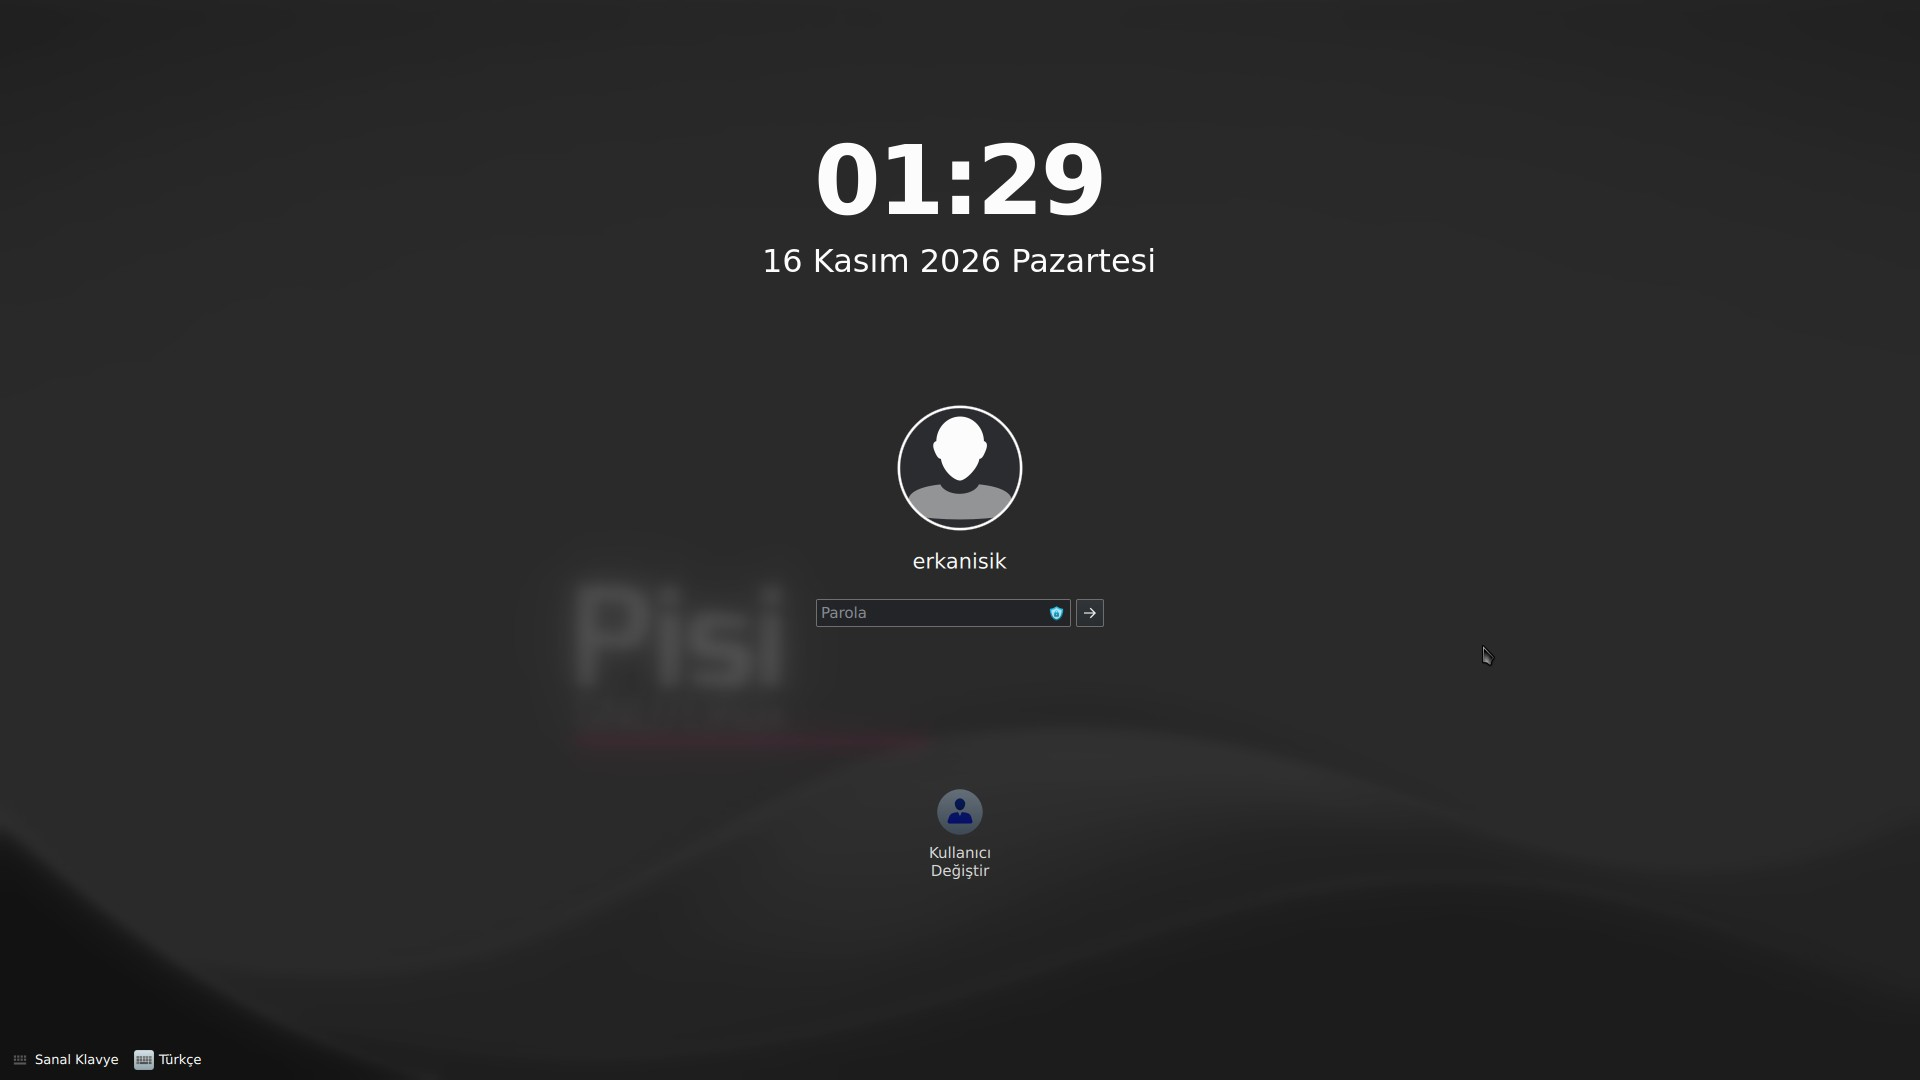 01:29
16 Kasım 2026 Pazartesi
erkanisik
Pisi
Parola
Kullanıcı
Değiştir
Sanal Klavye
Türkçe